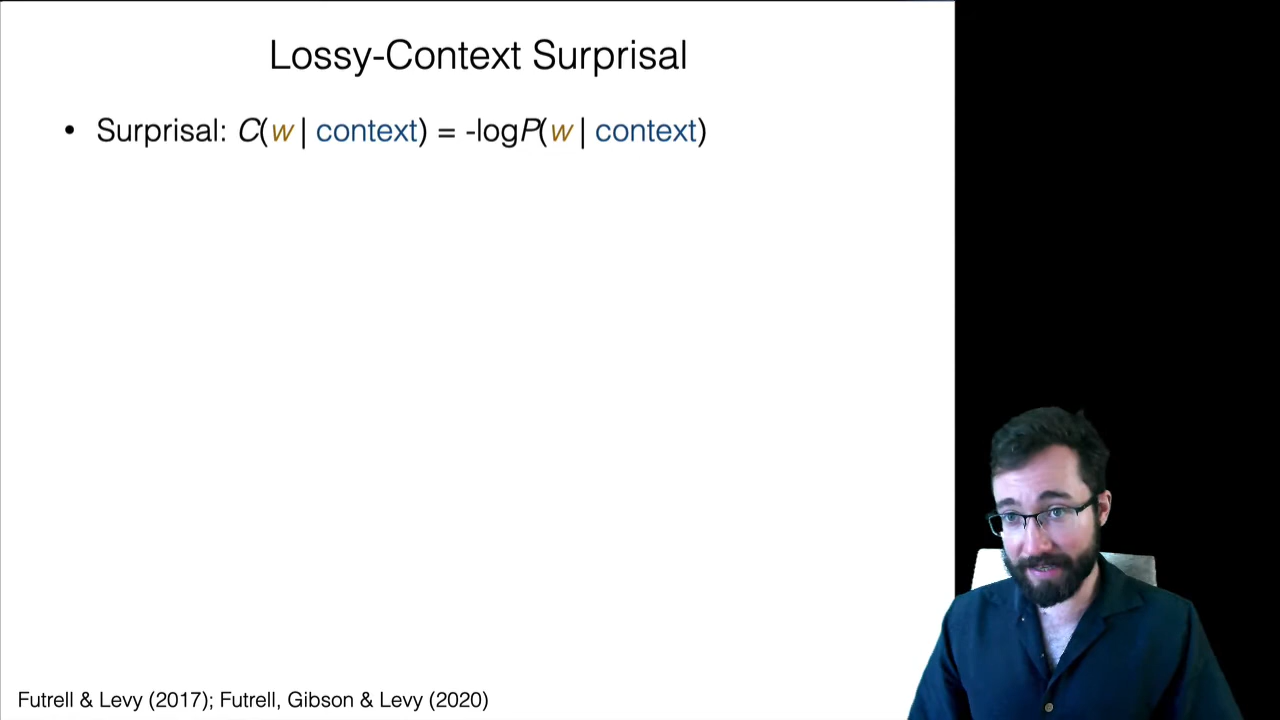 Lossy-Context Surprisal
• Surprisal: C(w | context) = -logP(w | context)
Futrell & Levy (2017); Futrell, Gibson & Levy (2020)